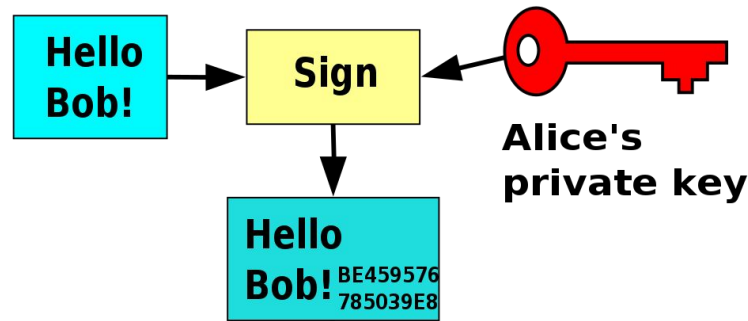 Hello
Bob!
Sign
Alice's
private key
Hello
Bob! BE459576
785039E8